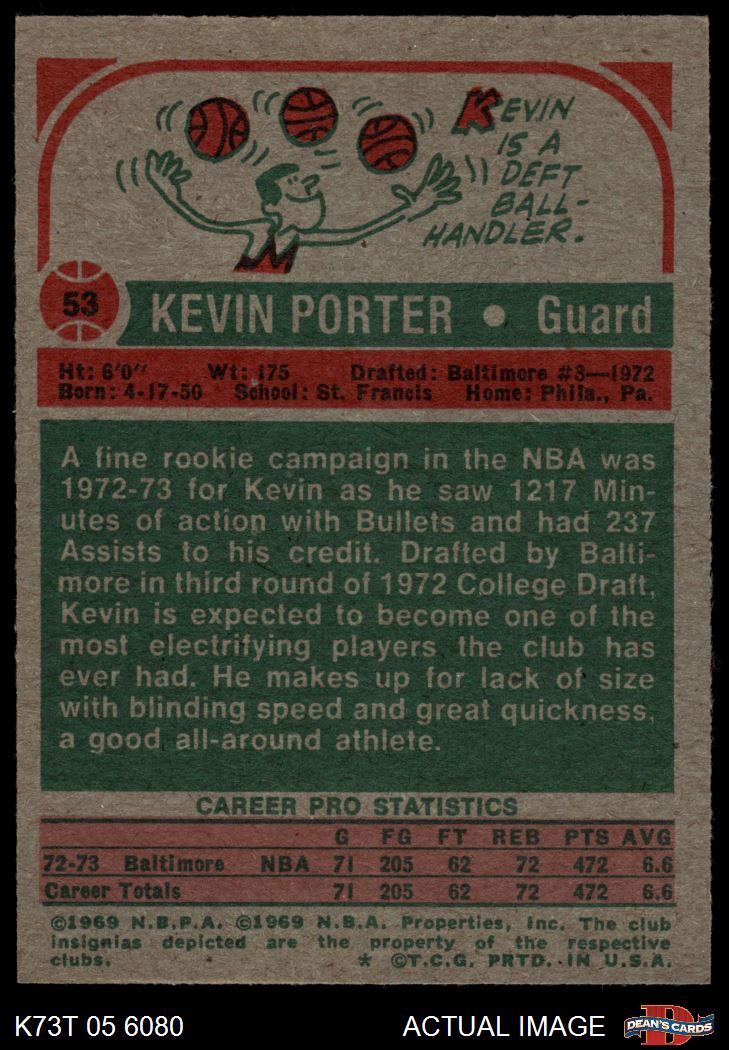 KEVIN
IS A
DEFT
BALL-
HANDLER.
53
KEVIN PORTER • Guard
Ht: 6'0" Wt: 175 Drafted: Baltimore #3—1972
Born: 4-17-50 School: St. Francis Home: Phila., Pa.
A fine rookie campaign in the NBA was
1972-73 for Kevin as he saw 1217 Min-
utes of action with Bullets and had 237
Assists to his credit. Drafted by Balti-
more in third round of 1972 College Draft,
Kevin is expected to become one of the
most electrifying players the club has
ever had. He makes up for lack of size
with blinding speed and great quickness,
a good all-around athlete.
CAREER PRO STATISTICS
G FG FT REB PTS AVG
72-73 Baltimore NBA 71 205 62 72 472 6.6
Career Totals 71 205 62 72 472 6.6
©1969 N.B.P.A. ©1969 N.B.A. Properties, Inc. The club
insignias depicted are the property of the respective
clubs. * ©T.C.G. PRTD. IN U.S.A.
K73T 05 6080 ACTUAL IMAGE DEAN'S CARDS